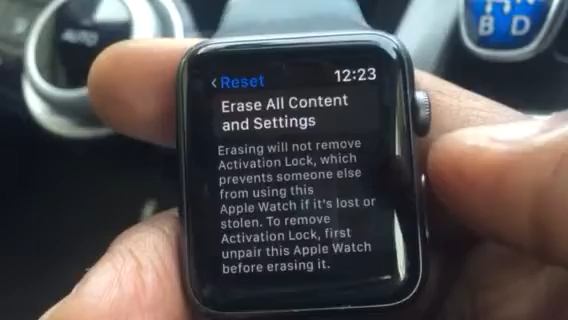 AUTO
B D
< Reset 12:23
Erase All Content
and Settings
Erasing will not remove
Activation Lock, which
prevents someone else
from using this
Apple Watch if it's lost or
stolen. To remove
Activation Lock, first
unpair this Apple Watch
before erasing it.